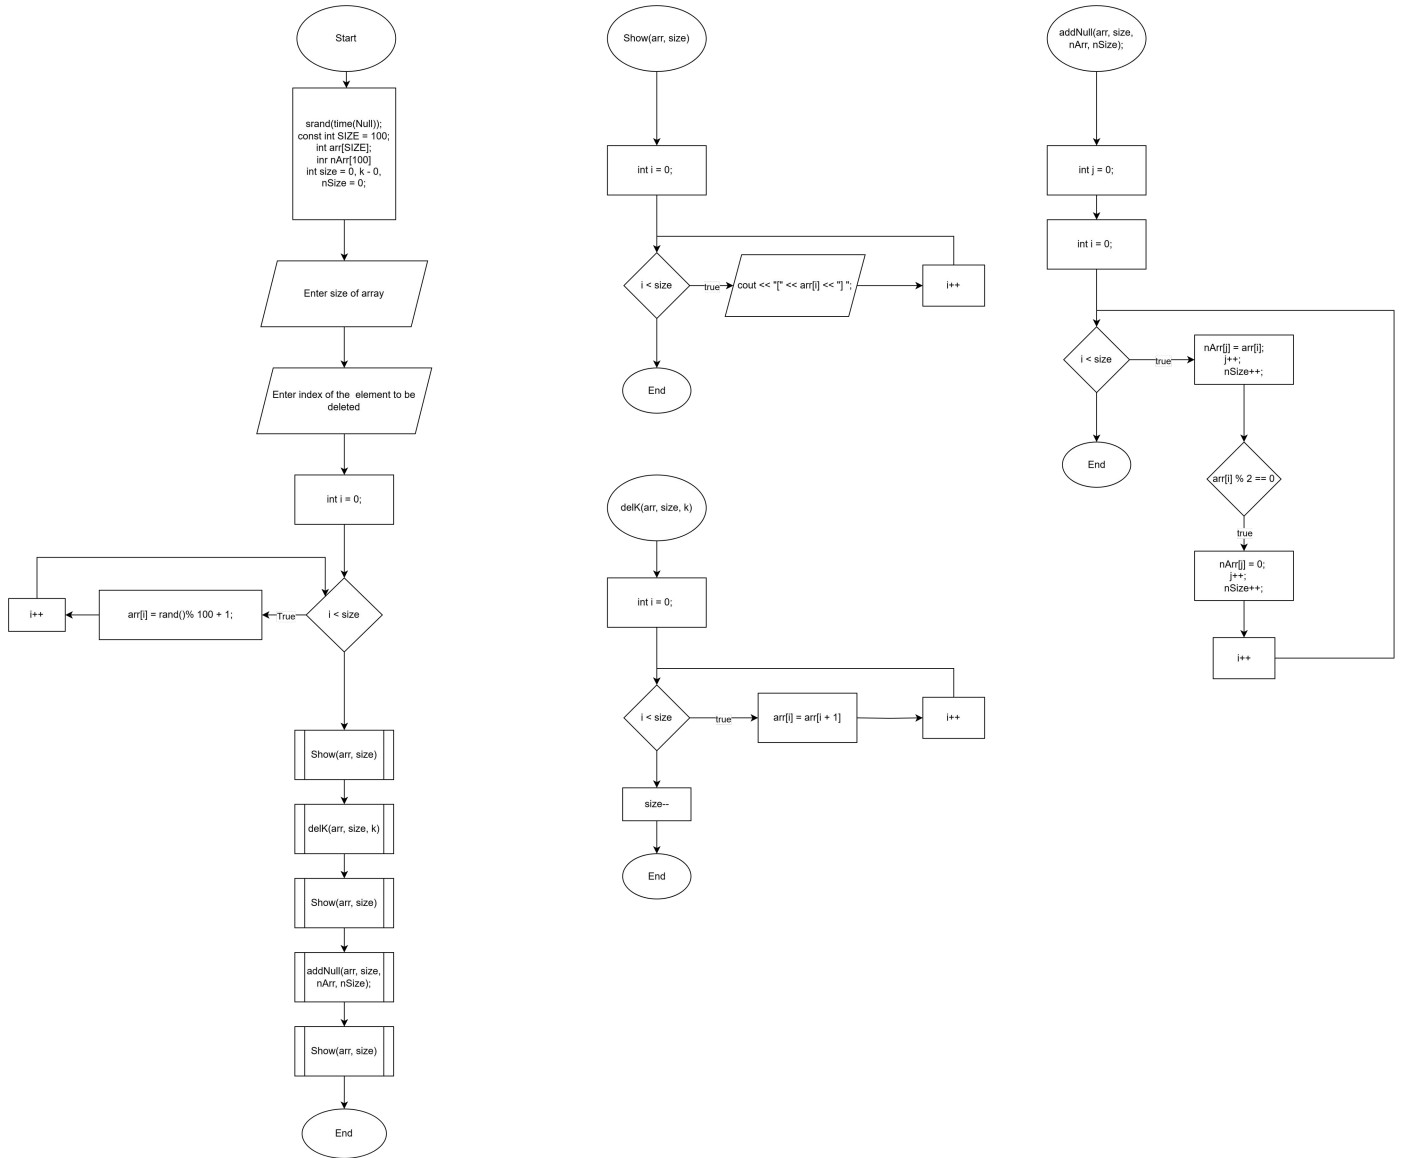 Start
srand(time(Null));
const int SIZE = 100;
int arr[SIZE];
inr nArr[100]
int size = 0, k - 0,
nSize = 0;
Enter size of array
Enter index of the  element to be
deleted
int i = 0;
i < size
True
arr[i] = rand()% 100 + 1;
i++
Show(arr, size)
delK(arr, size, k)
Show(arr, size)
addNull(arr, size,
nArr, nSize);
Show(arr, size)
End
Show(arr, size)
int i = 0;
i < size
true
cout << "[" << arr[i] << "] ";
i++
End
delK(arr, size, k)
int i = 0;
i < size
true
arr[i] = arr[i + 1]
i++
size--
End
addNull(arr, size,
nArr, nSize);
int j = 0;
int i = 0;
i < size
true
nArr[j] = arr[i];
j++;
nSize++;
End
arr[i] % 2 == 0
true
nArr[j] = 0;
j++;
nSize++;
i++